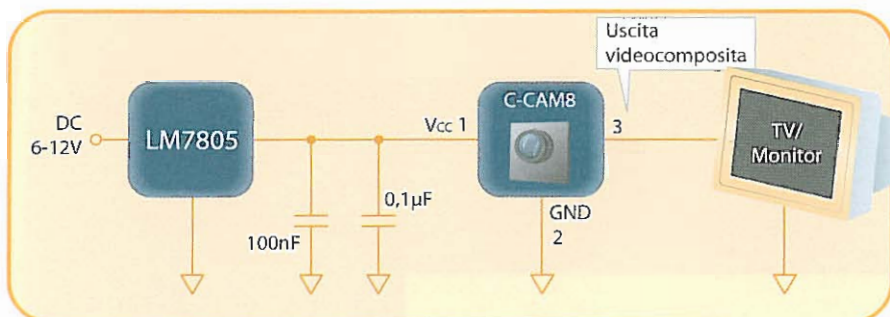 Uscita
videocomposita
DC
6-12V
LM7805
Vcc 1
C-CAM8
3
TV/
Monitor
0,1µF
100nF
GND
2